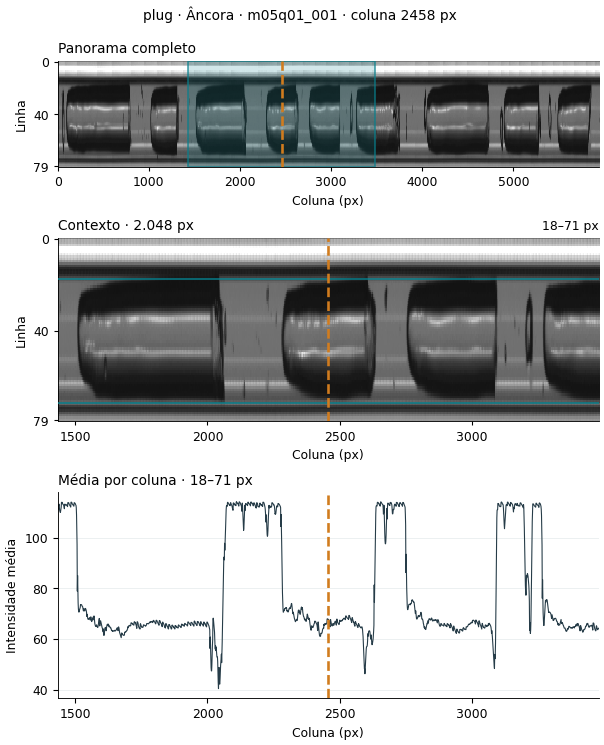 plug · Âncora · m05q01_001 · coluna 2458 px
Panorama completo
0
40
79
Linha
0 1000 2000 3000 4000 5000
Coluna (px)
Contexto · 2.048 px 18–71 px
0
40
79
Linha
1500 2000 2500 3000
Coluna (px)
Média por coluna · 18–71 px
100
80
60
40
Intensidade média
1500 2000 2500 3000
Coluna (px)